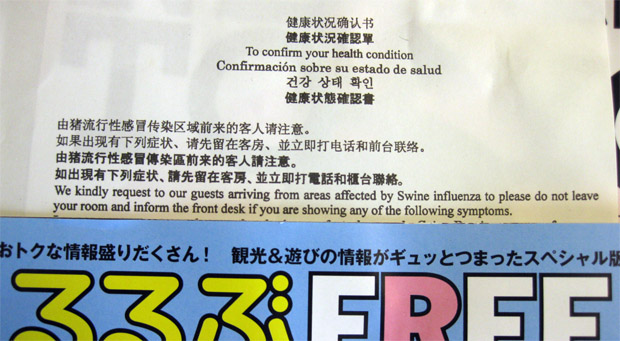 健康状况确认书
健康狀況確認單
To confirm your health condition
Confirmación sobre su estado de salud
건강 상태 확인
健康状態確認書
由猪流行性感冒传染区域前来的客人请注意。
如果出现有下列症状、请先留在客房、並立即打电话和前台联络。
由猪流行性感冒傳染區前來的客人請注意。
如出現有下列症状、請先留在客房、並立即打電話和櫃台聯絡。
We kindly request to our guests arriving from areas affected by Swine influenza to please do not leave
your room and inform the front desk if you are showing any of the following symptoms.
おトクな情報盛りだくさん！ 観光&遊びの情報がギュッとつまったスペシャル版
るるぶFREE